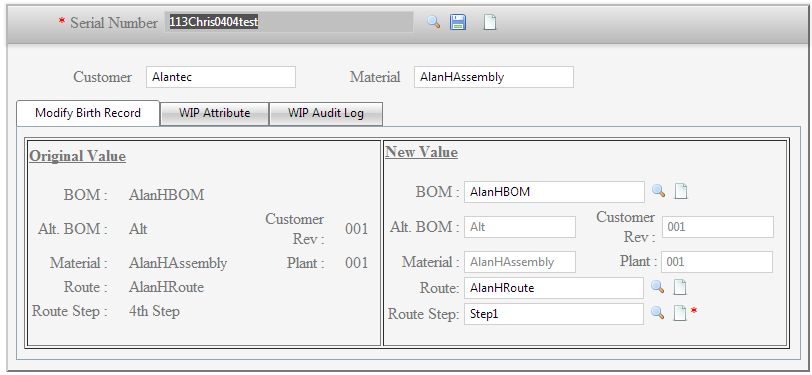 * Serial Number 113Chris0404test
Customer Alantec Material AlanHAssembly
Modify Birth Record WIP Attribute WIP Audit Log
Original Value
BOM : AlanHBOM
Alt. BOM : Alt Customer Rev : 001
Material : AlanHAssembly Plant : 001
Route : AlanHRoute
Route Step : 4th Step
New Value
BOM : AlanHBOM
Alt. BOM : Alt Customer Rev : 001
Material : AlanHAssembly Plant : 001
Route: AlanHRoute
Route Step: Step1 *